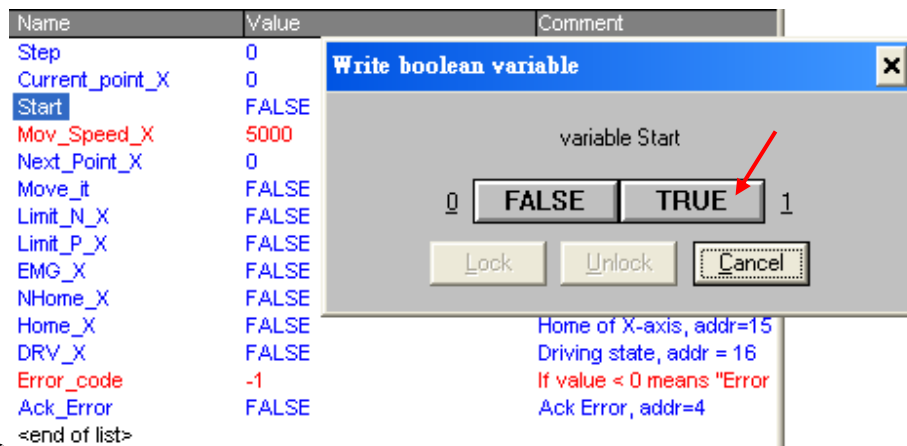 Name Value Comment
Step 0
Current_point_X 0
Start FALSE
Mov_Speed_X 5000
Next_Point_X 0
Move_it FALSE
Limit_N_X FALSE
Limit_P_X FALSE
EMG_X FALSE
NHome_X FALSE
Home_X FALSE Home of X-axis, addr=15
DRV_X FALSE Driving state, addr = 16
Error_code -1 If value < 0 means "Error
Ack_Error FALSE Ack Error, addr=4
<end of list>
Write boolean variable
variable Start
0 FALSE TRUE 1
Lock Unlock Cancel